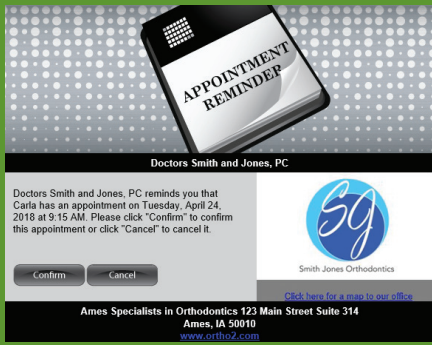 APPOINTMENT
REMINDER
Doctors Smith and Jones, PC
Doctors Smith and Jones, PC reminds you that
Carla has an appointment on Tuesday, April 24,
2018 at 9:15 AM. Please click "Confirm" to confirm
this appointment or click "Cancel" to cancel it.
Confirm
Cancel
SJ
Smith Jones Orthodontics
Click here for a map to our office
Ames Specialists in Orthodontics 123 Main Street Suite 314
Ames, IA 50010
www.ortho2.com